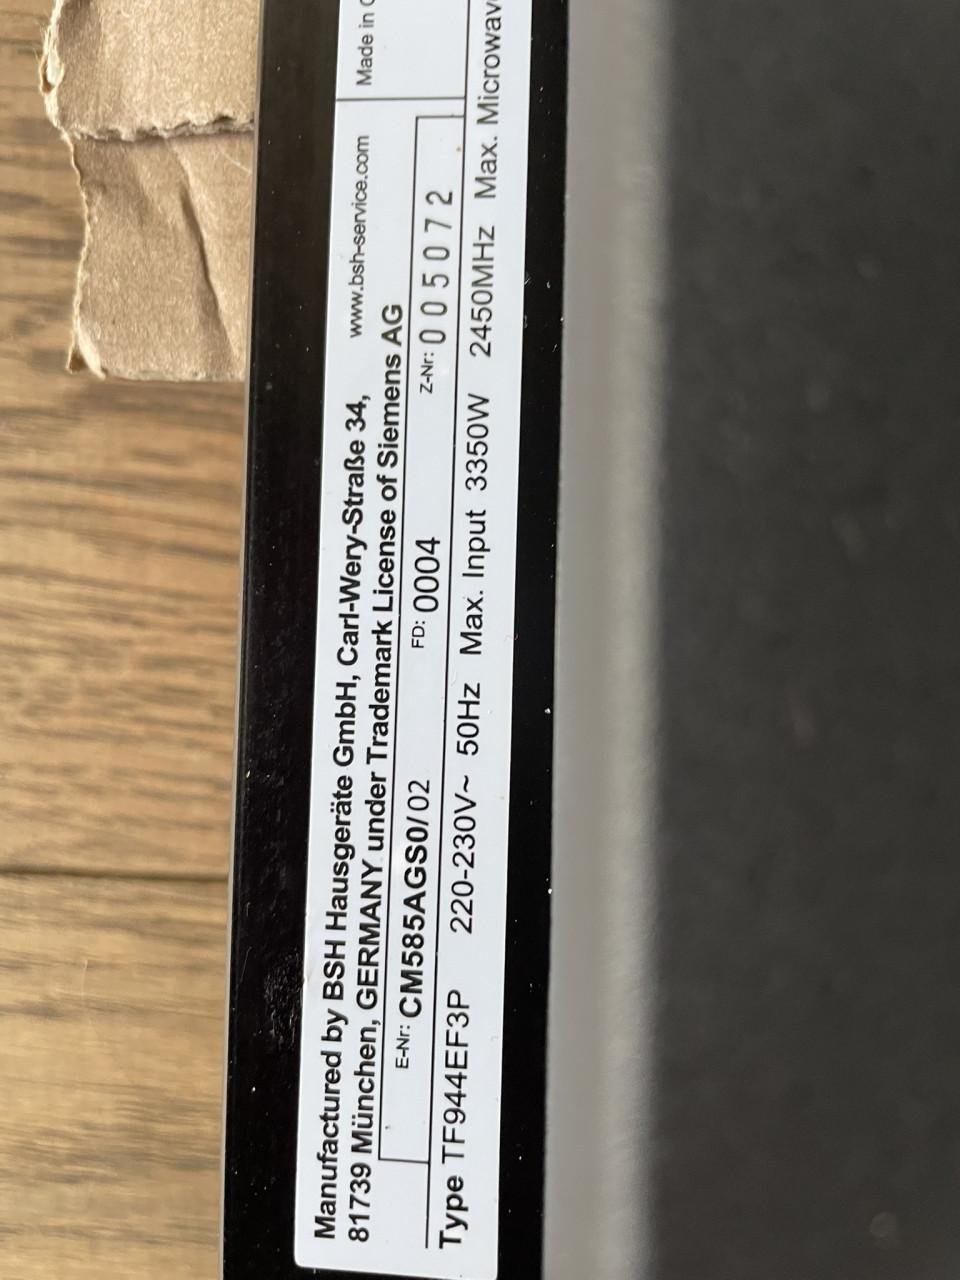 Manufactured by BSH Hausgeräte GmbH, Carl-Wery-Straße 34, www.bsh-service.com Made in
81739 München, GERMANY under Trademark License of Siemens AG
E-Nr: CM585AGS0/02 FD: 0004 Z-Nr: 005072
Type TF944EF3P 220-230V~ 50Hz Max. Input 3350W 2450MHz Max.